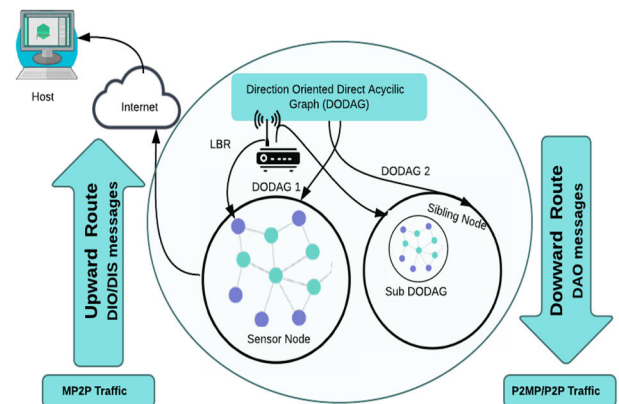 Host
Internet
Direction Oriented Direct Acycilic
Graph (DODAG)
LBR
DODAG 1
DODAG 2
Sibling Node
Sub DODAG
Sensor Node
Upward Route
DIO/DIS messages
Dowward Route
DAO messages
MP2P Traffic
P2MP/P2P Traffic